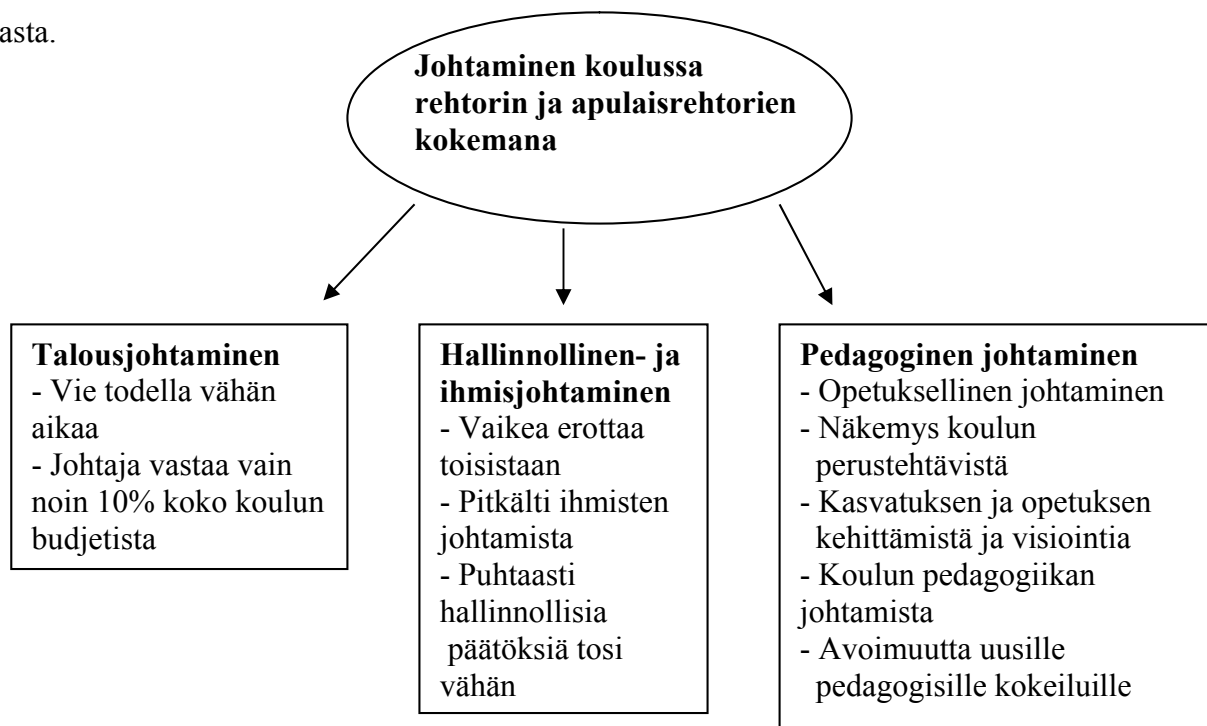 asta.
Johtaminen koulussa
rehtorin ja apulaisrehtorien
kokemana
Talousjohtaminen
- Vie todella vähän
aikaa
- Johtaja vastaa vain
noin 10% koko koulun
budjetista
Hallinnollinen- ja
ihmisjohtaminen
- Vaikea erottaa
toisistaan
- Pitkälti ihmisten
johtamista
- Puhtaasti
hallinnollisia
päätöksiä tosi
vähän
Pedagoginen johtaminen
- Opetuksellinen johtaminen
- Näkemys koulun
perustehtävistä
- Kasvatuksen ja opetuksen
kehittämistä ja visiointia
- Koulun pedagogiikan
johtamista
- Avoimuutta uusille
pedagogisille kokeiluille